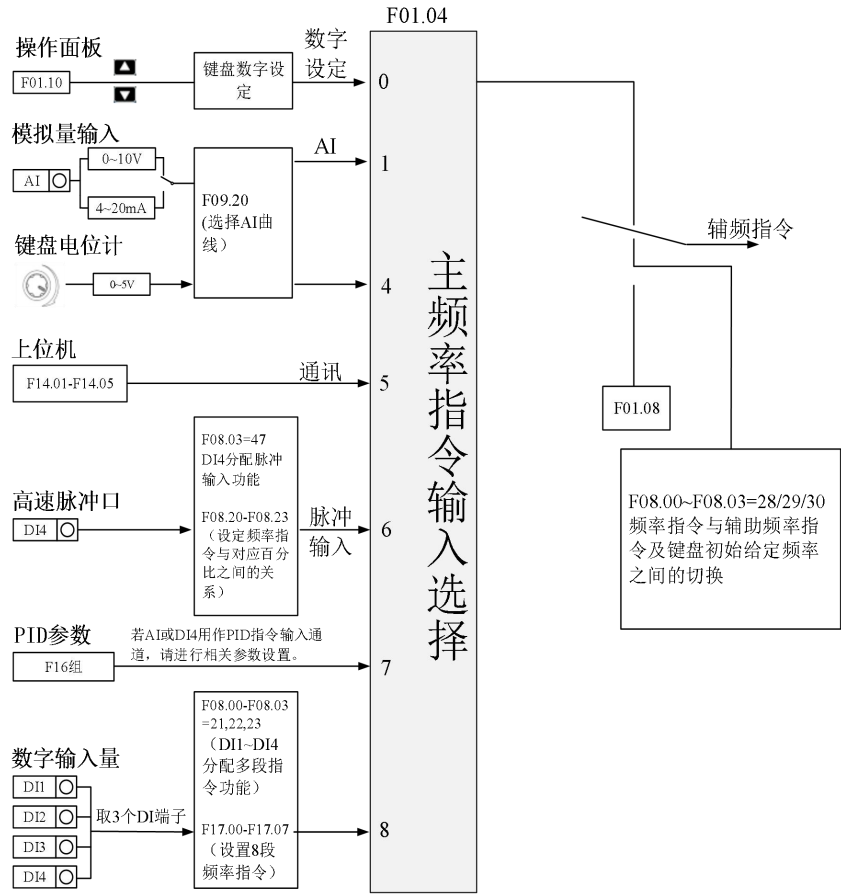 F01.04
操作面板
F01.10
键盘数字设
定
数字
设定
0
模拟量输入
AI
0~10V
4~20mA
F09.20
(选择AI曲
线）
AI
1
键盘电位计
0~5V
4
上位机
F14.01-F14.05
通讯
5
高速脉冲口
DI4
F08.03=47
DI4分配脉冲
输入功能
F08.20-F08.23
（设定频率指
令与对应百分
比之间的关
系）
脉冲
输入
6
PID参数
F16组
若AI或DI4用作PID指令输入通
道，请进行相关参数设置。
7
数字输入量
DI1
DI2
DI3
DI4
取3个DI端子
F08.00-F08.03
=21,22,23
（DI1~DI4
分配多段指
令功能）
F17.00-F17.07
（设置8段
频率指令）
8
主频率指令输入选择
辅频指令
F01.08
F08.00~F08.03=28/29/30
频率指令与辅助频率指
令及键盘初始给定频率
之间的切换